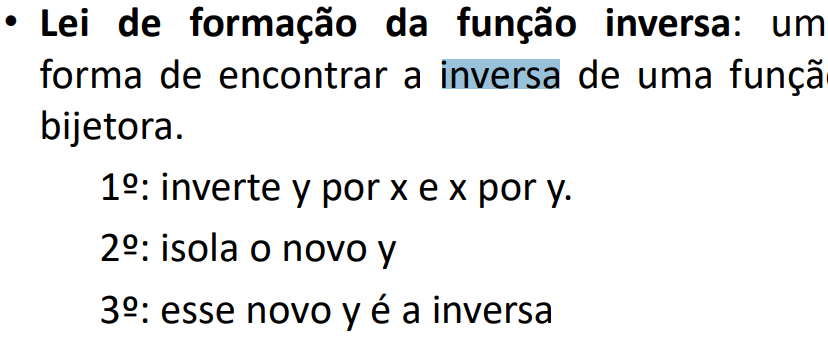 • Lei de formação da função inversa: um
forma de encontrar a inversa de uma
bijetora.
1º: inverte y por x e x por y.
2º: isola o novo y
3º: esse novo y é a inversa